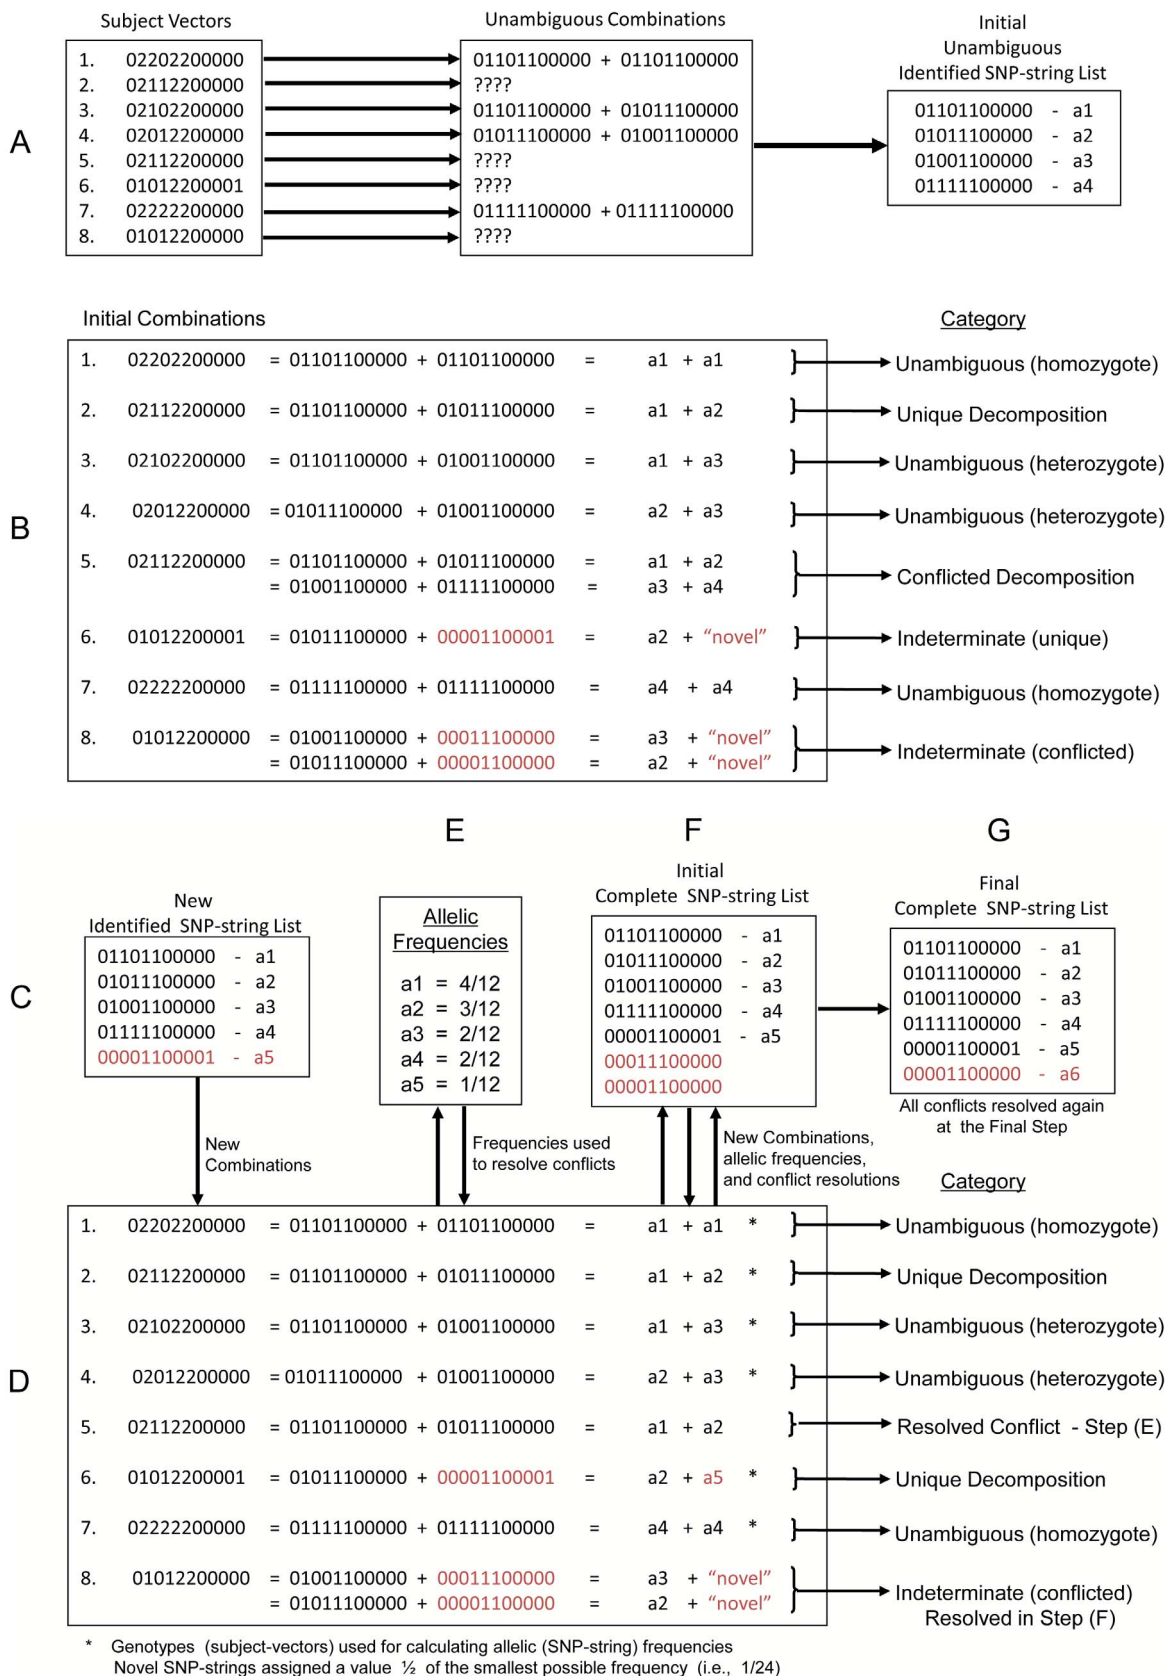 Subject Vectors
Unambiguous Combinations
Initial
Unambiguous
Identified SNP-string List
A
1. 02202200000 01101100000 + 01101100000
2. 02112200000 ????
3. 02102200000 01101100000 + 01011100000
4. 02012200000 01011100000 + 01001100000
5. 02112200000 ????
6. 01012200001 ????
7. 02222200000 01111100000 + 01111100000
8. 01012200000 ????
01101100000 - a1
01011100000 - a2
01001100000 - a3
01111100000 - a4
B
Initial Combinations Category
1. 02202200000 = 01101100000 + 01101100000 = a1 + a1 Unambiguous (homozygote)
2. 02112200000 = 01101100000 + 01011100000 = a1 + a2 Unique Decomposition
3. 02102200000 = 01101100000 + 01001100000 = a1 + a3 Unambiguous (heterozygote)
4. 02012200000 = 01011100000 + 01001100000 = a2 + a3 Unambiguous (heterozygote)
5. 02112200000 = 01101100000 + 01011100000 = a1 + a2
= 01001100000 + 01111100000 = a3 + a4
Conflicted Decomposition
6. 01012200001 = 01011100000 + 00001100001 = a2 + "novel" Indeterminate (unique)
7. 02222200000 = 01111100000 + 01111100000 = a4 + a4 Unambiguous (homozygote)
8. 01012200000 = 01001100000 + 00011100000 = a3 + "novel"
= 01011100000 + 00001100000 = a2 + "novel"
Indeterminate (conflicted)
C
New
Identified SNP-string List
01101100000 - a1
01011100000 - a2
01001100000 - a3
01111100000 - a4
00001100001 - a5
New
Combinations
E
Allelic
Frequencies
a1 = 4/12
a2 = 3/12
a3 = 2/12
a4 = 2/12
a5 = 1/12
Frequencies used
to resolve conflicts
F
Initial
Complete SNP-string List
01101100000 - a1
01011100000 - a2
01001100000 - a3
01111100000 - a4
00001100001 - a5
00011100000
00001100000
New Combinations,
allelic frequencies,
and conflict resolutions
G
Final
Complete SNP-string List
01101100000 - a1
01011100000 - a2
01001100000 - a3
01111100000 - a4
00001100001 - a5
00001100000 - a6
All conflicts resolved again
at the Final Step
Category
D
1. 02202200000 = 01101100000 + 01101100000 = a1 + a1 * Unambiguous (homozygote)
2. 02112200000 = 01101100000 + 01011100000 = a1 + a2 * Unique Decomposition
3. 02102200000 = 01101100000 + 01001100000 = a1 + a3 * Unambiguous (heterozygote)
4. 02012200000 = 01011100000 + 01001100000 = a2 + a3 * Unambiguous (heterozygote)
5. 02112200000 = 01101100000 + 01011100000 = a1 + a2 Resolved Conflict - Step (E)
6. 01012200001 = 01011100000 + 00001100001 = a2 + a5 * Unique Decomposition
7. 02222200000 = 01111100000 + 01111100000 = a4 + a4 * Unambiguous (homozygote)
8. 01012200000 = 01001100000 + 00011100000 = a3 + "novel"
= 01011100000 + 00001100000 = a2 + "novel"
Indeterminate (conflicted)
Resolved in Step (F)
* Genotypes (subject-vectors) used for calculating allelic (SNP-string) frequencies
Novel SNP-strings assigned a value ½ of the smallest possible frequency (i.e., 1/24)